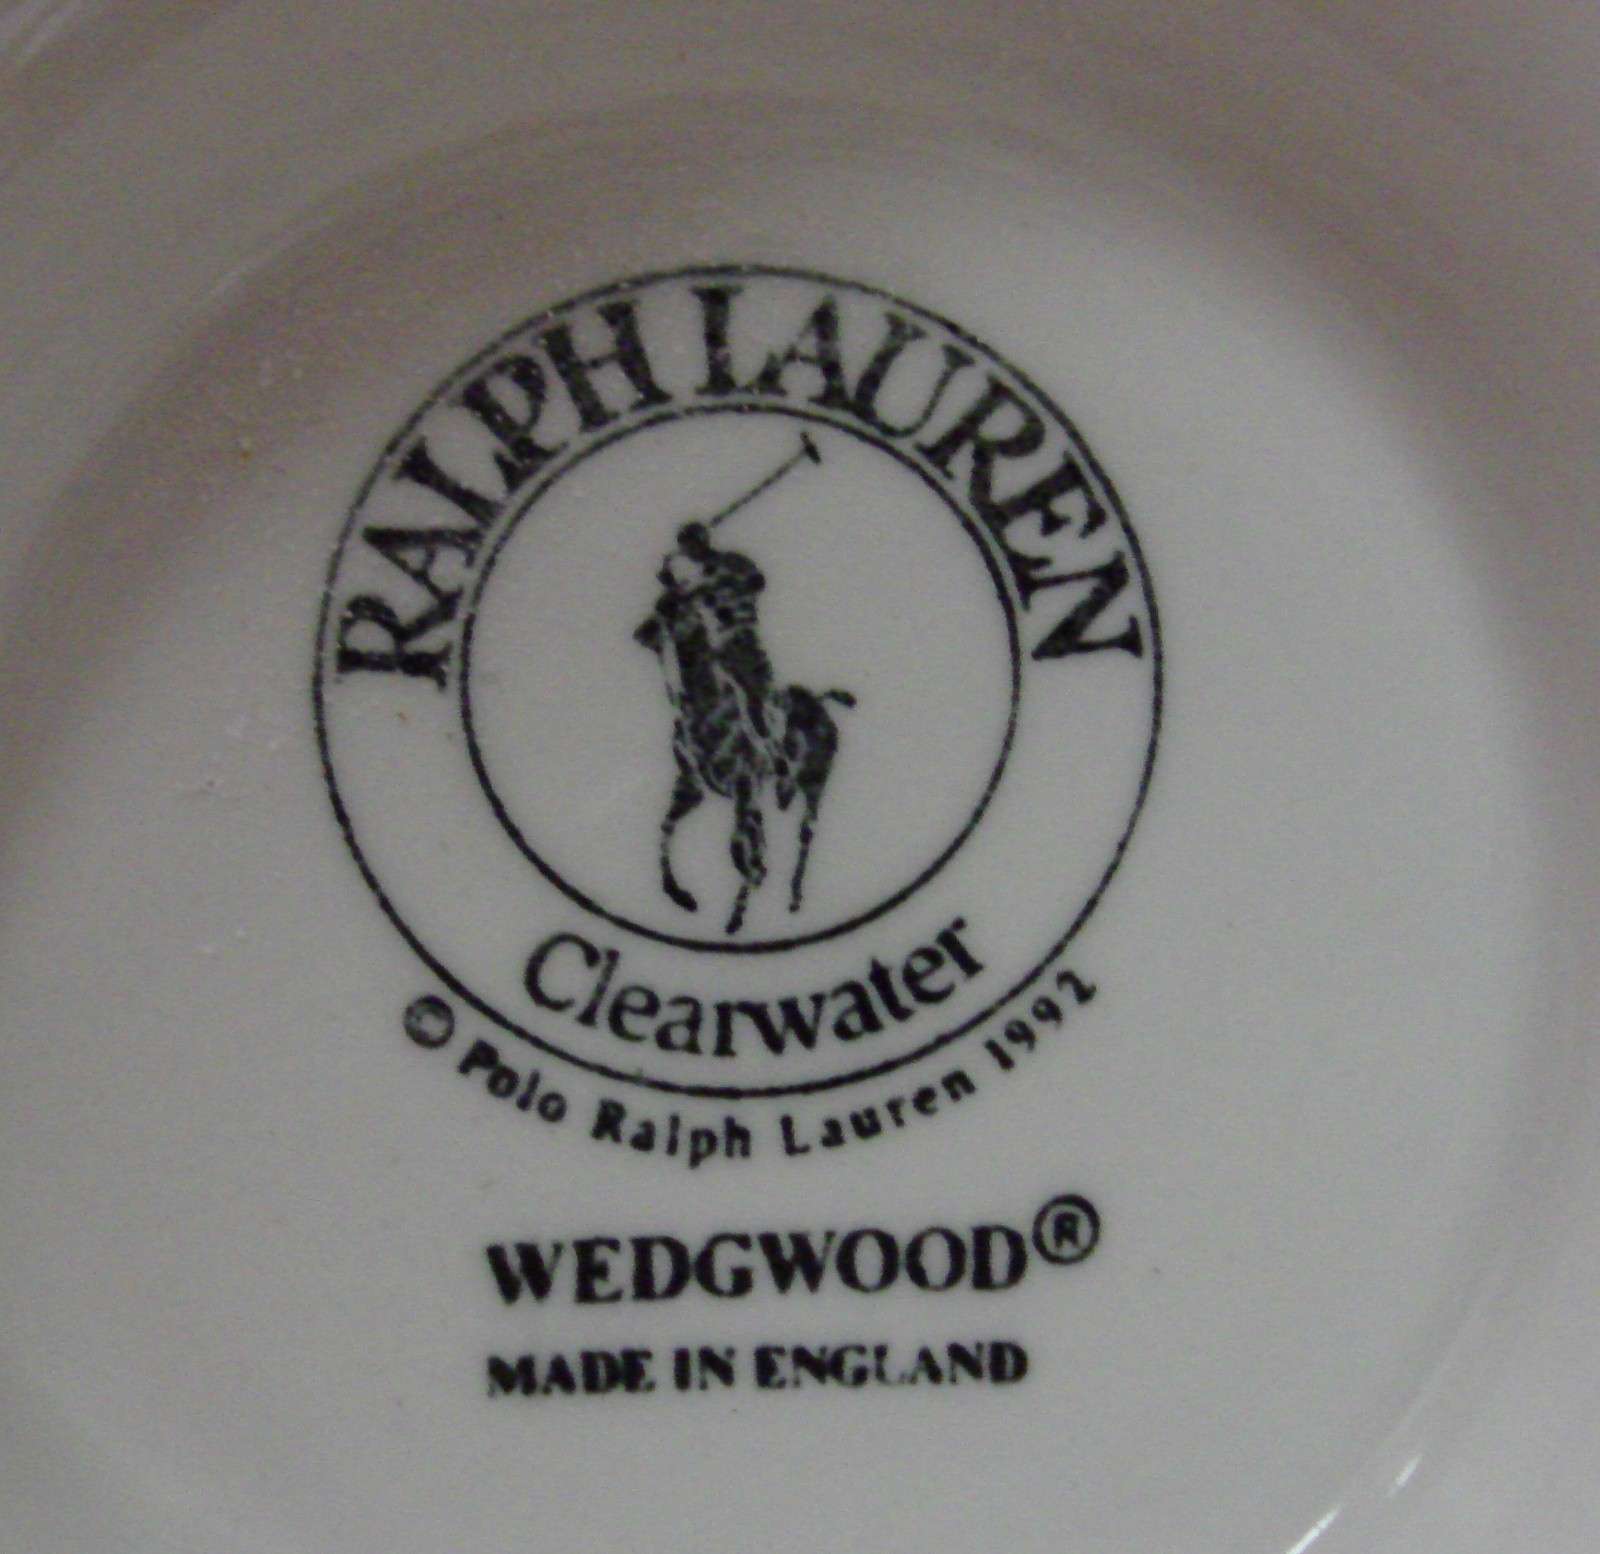 RALPH LAUREN
Clearwater
© Polo Ralph Lauren 1992
WEDGWOOD®
MADE IN ENGLAND